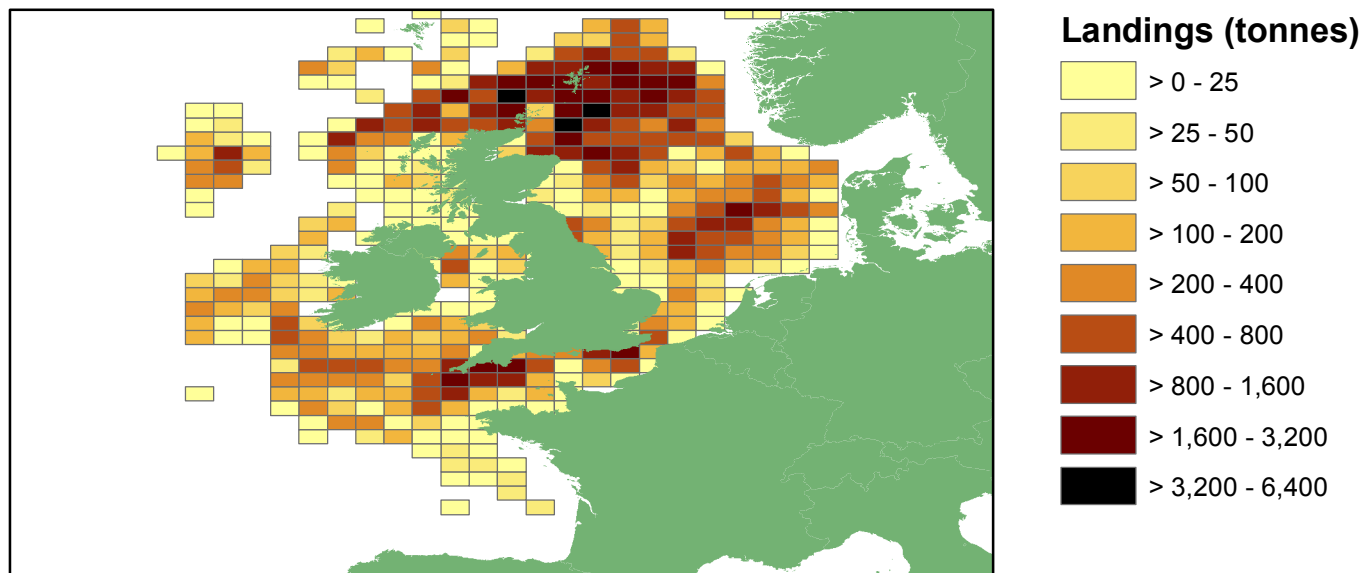 Landings (tonnes)
> 0 - 25
> 25 - 50
> 50 - 100
> 100 - 200
> 200 - 400
> 400 - 800
> 800 - 1,600
> 1,600 - 3,200
> 3,200 - 6,400